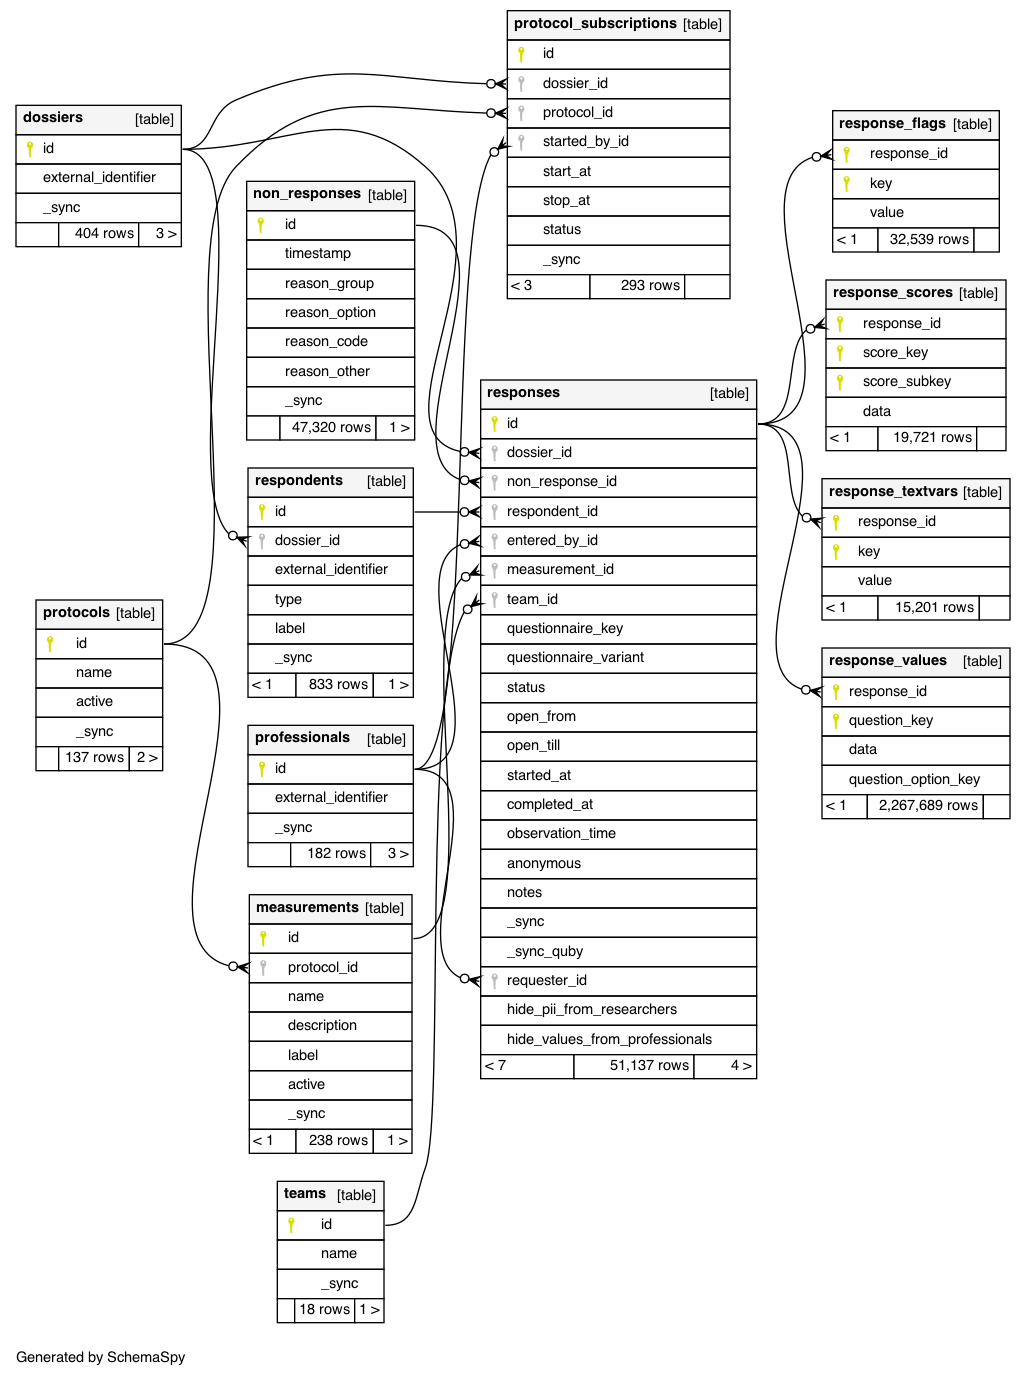 protocol_subscriptions [table]
id
dossier_id
protocol_id
started_by_id
start_at
stop_at
status
_sync
< 3 293 rows
dossiers [table]
id
external_identifier
_sync
404 rows 3 >
response_flags [table]
response_id
key
value
< 1 32,539 rows
non_responses [table]
id
timestamp
reason_group
reason_option
reason_code
reason_other
_sync
47,320 rows 1 >
response_scores [table]
response_id
score_key
score_subkey
data
< 1 19,721 rows
responses [table]
id
dossier_id
non_response_id
respondent_id
entered_by_id
measurement_id
team_id
questionnaire_key
questionnaire_variant
status
open_from
open_till
started_at
completed_at
observation_time
anonymous
notes
_sync
_sync_quby
requester_id
hide_pii_from_researchers
hide_values_from_professionals
< 7 51,137 rows 4 >
respondents [table]
id
dossier_id
external_identifier
type
label
_sync
< 1 833 rows 1 >
response_textvars [table]
response_id
key
value
< 1 15,201 rows
protocols [table]
id
name
active
_sync
137 rows 2 >
response_values [table]
response_id
question_key
data
question_option_key
< 1 2,267,689 rows
professionals [table]
id
external_identifier
_sync
182 rows 3 >
measurements [table]
id
protocol_id
name
description
label
active
_sync
< 1 238 rows 1 >
teams [table]
id
name
_sync
18 rows 1 >
Generated by SchemaSpy